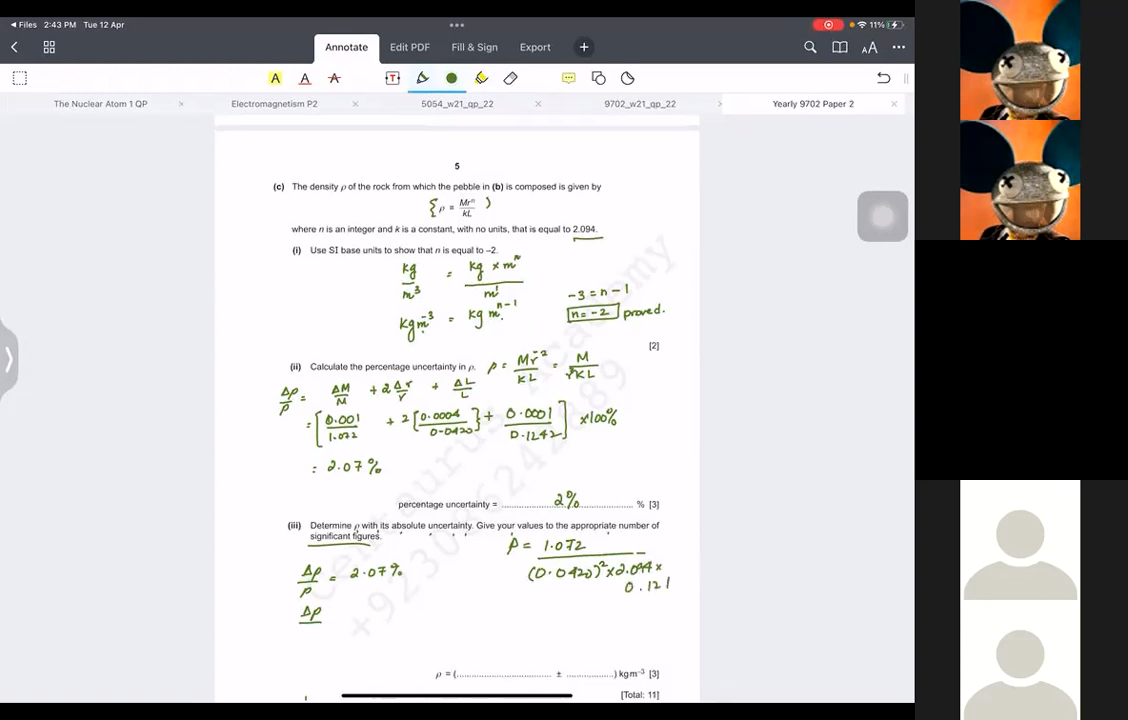 Files 2:43 PM Tue 12 Apr 11%
Annotate Edit PDF Fill & Sign Export
The Nuclear Atom 1 QP Electromagnetism P2 5054_w21_qp_22 9702_w21_qp_22 Yearly 9702 Paper 2
5
(c) The density ρ of the rock from which the pebble in (b) is composed is given by
{ρ = Mrⁿ/kL )
where n is an integer and k is a constant, with no units, that is equal to 2.094.
(i) Use SI base units to show that n is equal to –2.
kg/m³ = kg × mⁿ/m¹
-3 = n - 1
kgm⁻³ = kg mⁿ⁻¹
n = -2 proved.
[2]
(ii) Calculate the percentage uncertainty in ρ. ρ = Mr⁻²/KL = M/r²KL
Δρ/ρ = ΔM/M + 2Δr/r + ΔL/L
= [0.001/1.072 + 2[0.0004/0.0420} + 0.0001/0.1242] ×100%
= 2.07%
percentage uncertainty = 2% % [3]
(iii) Determine ρ with its absolute uncertainty. Give your values to the appropriate number of
significant figures.
ρ = 1.072/(0.0420)² × 2.094 × 0.121
Δρ/ρ = 2.07%
Δρ
ρ = (.................................. ± ................) kg m⁻³ [3]
[Total: 11]
Centaurus Academy